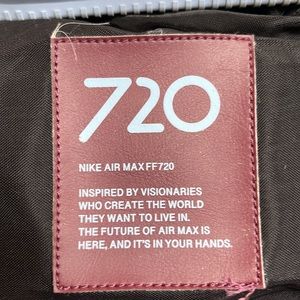 720
NIKE AIR MAX FF720
INSPIRED BY VISIONARIES
WHO CREATE THE WORLD
THEY WANT TO LIVE IN.
THE FUTURE OF AIR MAX IS
HERE, AND IT'S IN YOUR HANDS.